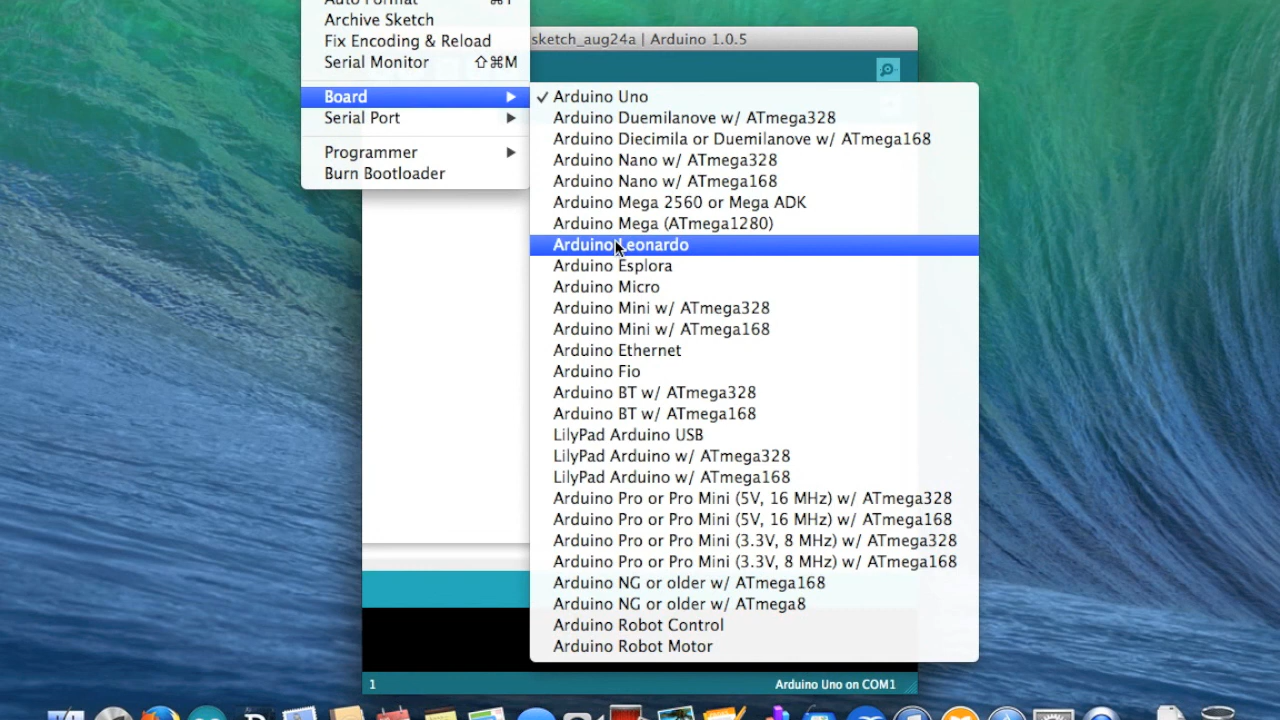 Auto Format ⌘T
Archive Sketch
Fix Encoding & Reload
Serial Monitor ⇧⌘M
Board
Serial Port
Programmer
Burn Bootloader
sketch_aug24a | Arduino 1.0.5
Arduino Uno
Arduino Duemilanove w/ ATmega328
Arduino Diecimila or Duemilanove w/ ATmega168
Arduino Nano w/ ATmega328
Arduino Nano w/ ATmega168
Arduino Mega 2560 or Mega ADK
Arduino Mega (ATmega1280)
Arduino Leonardo
Arduino Esplora
Arduino Micro
Arduino Mini w/ ATmega328
Arduino Mini w/ ATmega168
Arduino Ethernet
Arduino Fio
Arduino BT w/ ATmega328
Arduino BT w/ ATmega168
LilyPad Arduino USB
LilyPad Arduino w/ ATmega328
LilyPad Arduino w/ ATmega168
Arduino Pro or Pro Mini (5V, 16 MHz) w/ ATmega328
Arduino Pro or Pro Mini (5V, 16 MHz) w/ ATmega168
Arduino Pro or Pro Mini (3.3V, 8 MHz) w/ ATmega328
Arduino Pro or Pro Mini (3.3V, 8 MHz) w/ ATmega168
Arduino NG or older w/ ATmega168
Arduino NG or older w/ ATmega8
Arduino Robot Control
Arduino Robot Motor
1
Arduino Uno on COM1